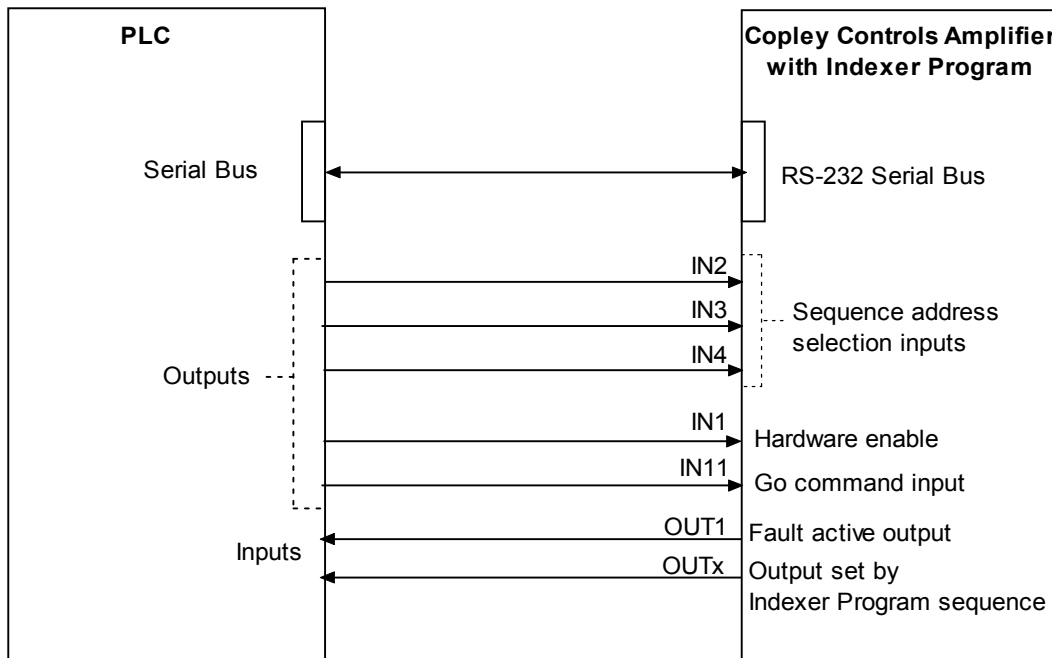 PLC
Copley Controls Amplifier
with Indexer Program
Serial Bus
RS-232 Serial Bus
IN2
IN3
Sequence address
selection inputs
IN4
Outputs
IN1
Hardware enable
IN11
Go command input
OUT1
Fault active output
Inputs
OUTx
Output set by
Indexer Program sequence